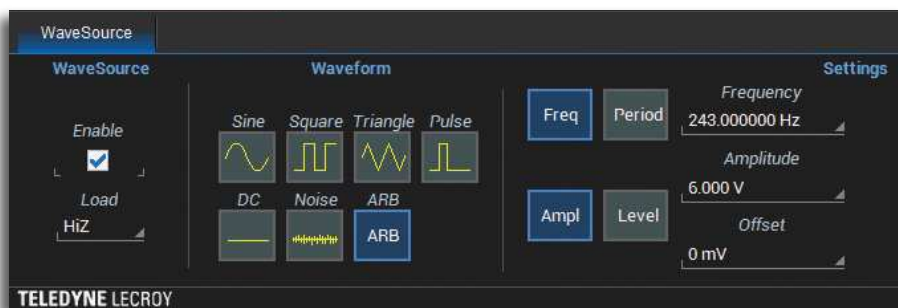 WaveSource
WaveSource
Waveform
Settings
Enable
Load
HiZ
Sine Square Triangle Pulse
DC Noise ARB
ARB
Freq Period
Frequency
243.000000 Hz
Amplitude
6.000 V
Ampl Level
Offset
0 mV
TELEDYNE LECROY